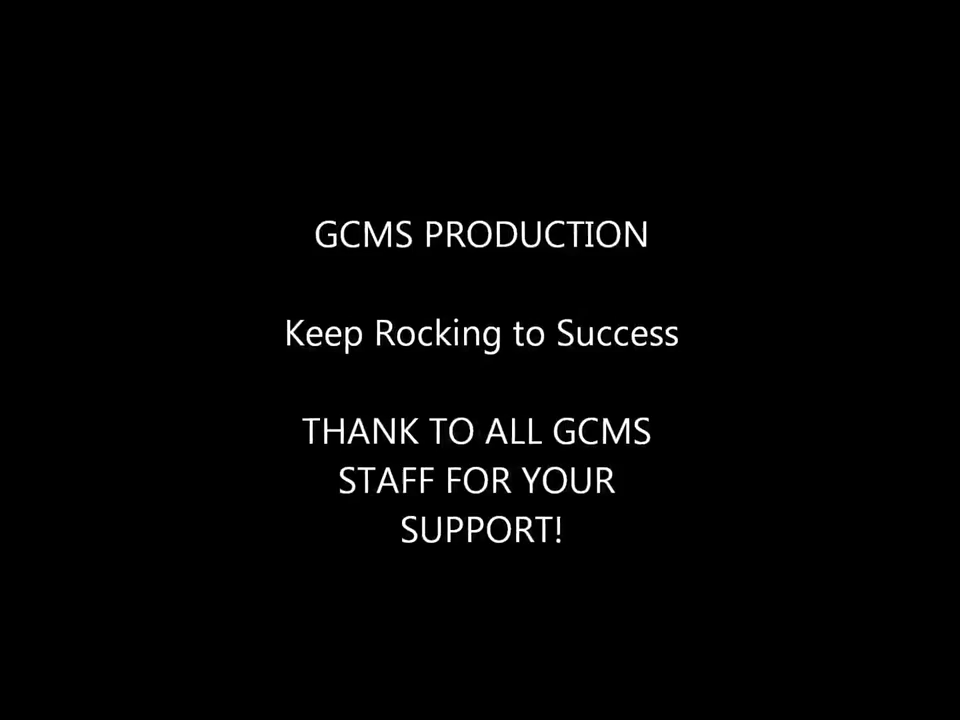 GCMS PRODUCTION
Keep Rocking to Success
THANK TO ALL GCMS
STAFF FOR YOUR
SUPPORT!